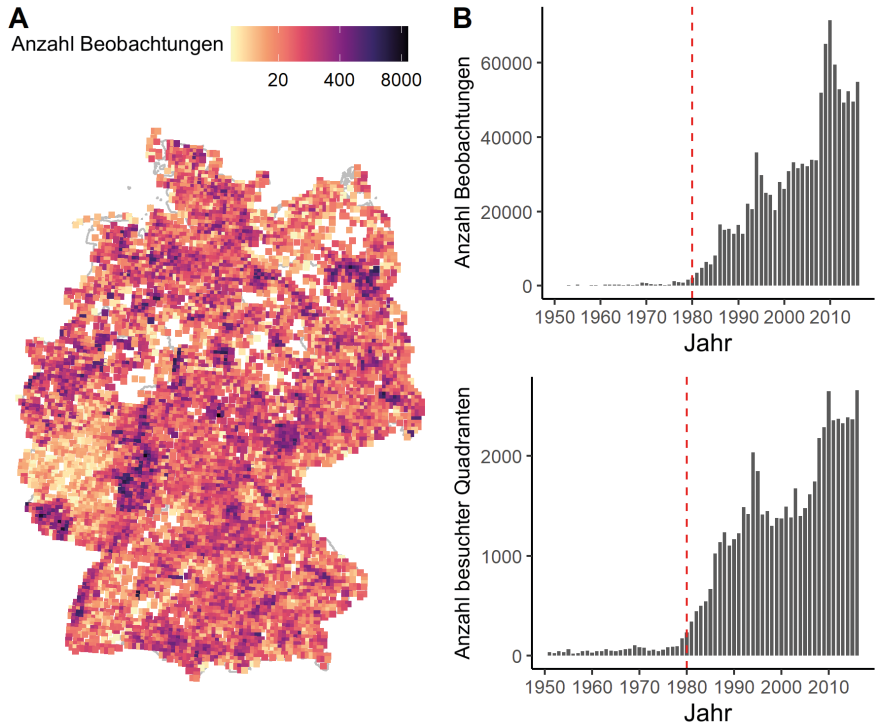 A
Anzahl Beobachtungen
20 400 8000
B
Anzahl Beobachtungen
60000
40000
20000
0
1950 1960 1970 1980 1990 2000 2010
Jahr
Anzahl besuchter Quadranten
2000
1000
0
1950 1960 1970 1980 1990 2000 2010
Jahr